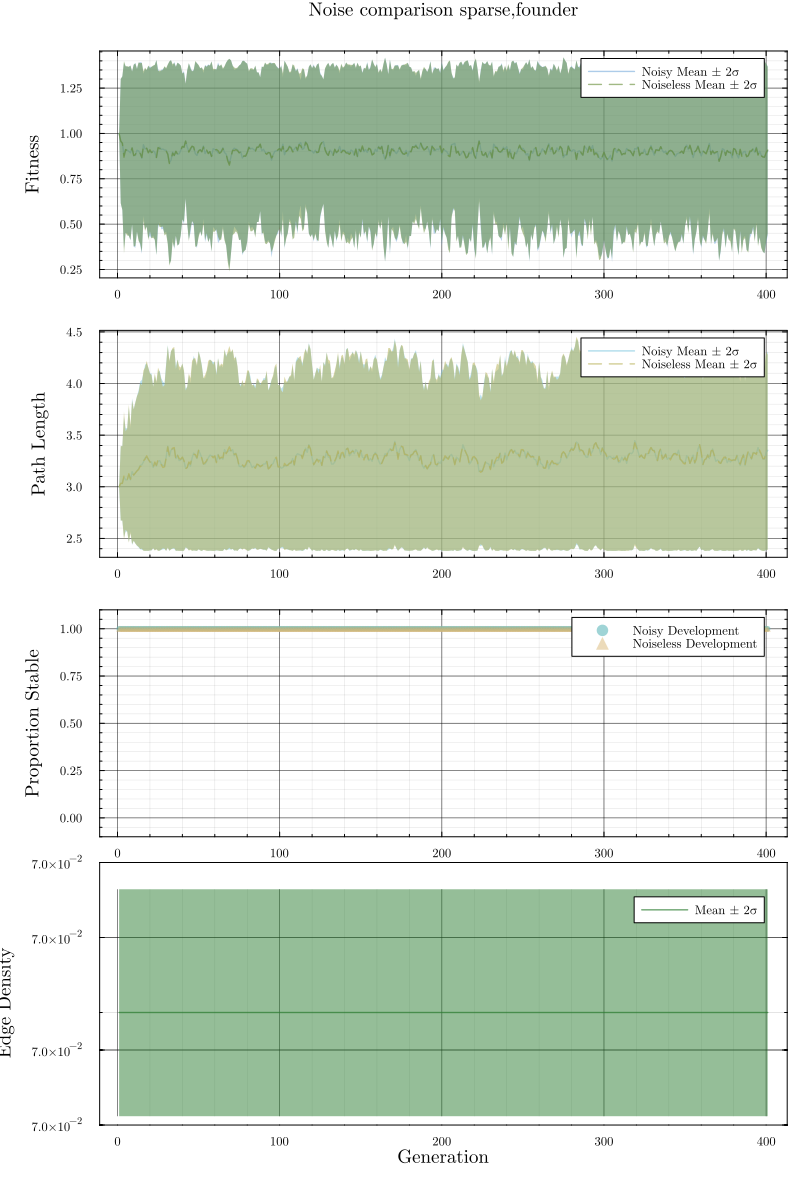 Noise comparison sparse,founder
1.25
1.00
0.75
0.50
0.25
Fitness
Noisy Mean ± 2σ
Noiseless Mean ± 2σ
0 100 200 300 400
4.5
4.0
3.5
3.0
2.5
Path Length
Noisy Mean ± 2σ
Noiseless Mean ± 2σ
0 100 200 300 400
1.00
0.75
0.50
0.25
0.00
Proportion Stable
Noisy Development
Noiseless Development
0 100 200 300 400
7.0×10⁻²
7.0×10⁻²
7.0×10⁻²
7.0×10⁻²
Edge Density
Mean ± 2σ
0 100 200 300 400
Generation